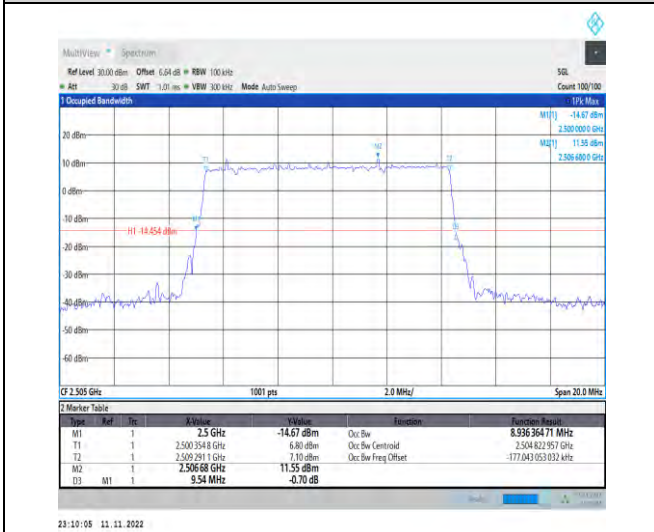 MultiView Spectrum
Ref Level 30.00 dBm Offset 6.64 dB RBW 100 kHz SGL
Att 30 dB SWT 1.01 ms VBW 300 kHz Mode Auto Sweep Count 100/100
1 Occupied Bandwidth 1Pk Max
M1[1] -14.67 dBm
2.500 000 0 GHz
M2[1] 11.55 dBm
2.506 680 0 GHz
20 dBm
M2
T1 T2
10 dBm
0 dBm
-10 dBm
M1 D3
H1 -14.454 dBm
-20 dBm
-30 dBm
-40 dBm
-50 dBm
-60 dBm
CF 2.505 GHz 1001 pts 2.0 MHz/ Span 20.0 MHz
2 Marker Table
Type Ref Trc X-Value Y-Value Function Function Result
M1 1 2.5 GHz -14.67 dBm Occ Bw 8.936 364 71 MHz
T1 1 2.500 354 8 GHz 6.80 dBm Occ Bw Centroid 2.504 822 957 GHz
T2 1 2.509 291 1 GHz 7.10 dBm Occ Bw Freq Offset -177.043 053 032 kHz
M2 1 2.506 68 GHz 11.55 dBm
D3 M1 1 9.54 MHz -0.70 dB
23:10:05 11.11.2022